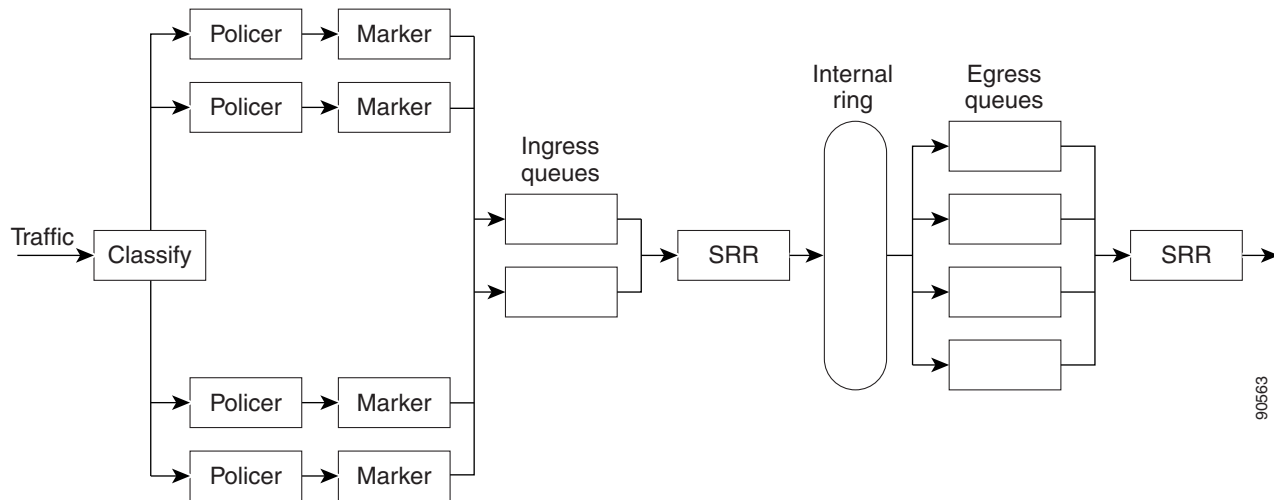 Policer
Marker
Policer
Marker
Internal
ring
Egress
queues
Ingress
queues
Traffic
Classify
SRR
SRR
Policer
Marker
Policer
Marker
90563